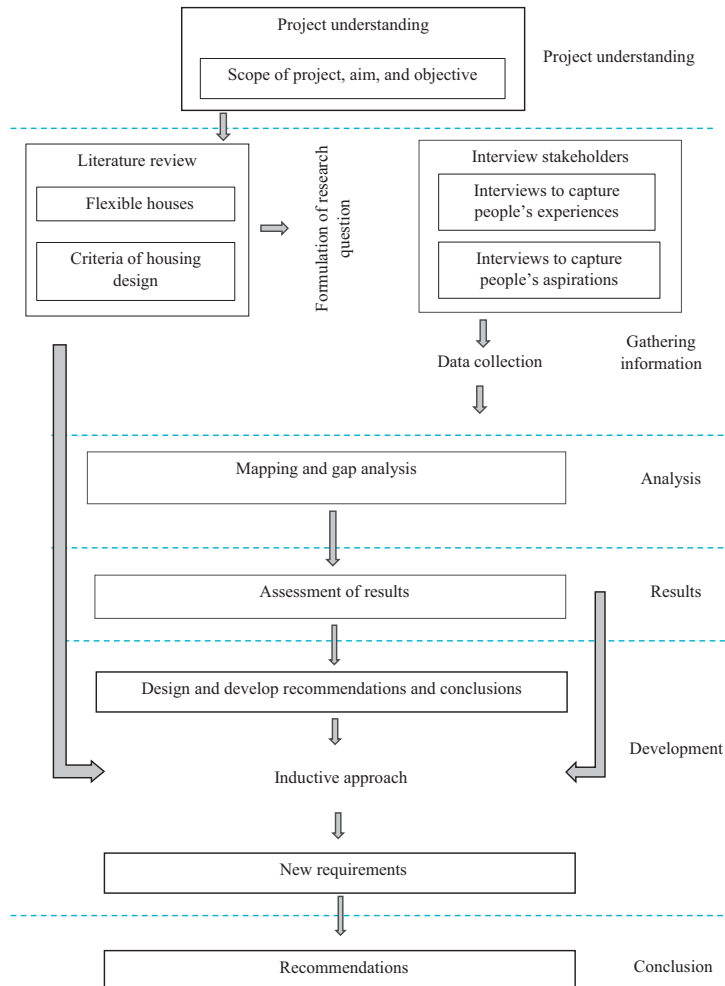 Project understanding
Scope of project, aim, and objective
Project understanding
Literature review
Flexible houses
Criteria of housing
design
Formulation of research
question
Interview stakeholders
Interviews to capture
people’s experiences
Interviews to capture
people’s aspirations
Data collection
Gathering
information
Mapping and gap analysis
Analysis
Assessment of results
Results
Design and develop recommendations and conclusions
Development
Inductive approach
New requirements
Recommendations
Conclusion